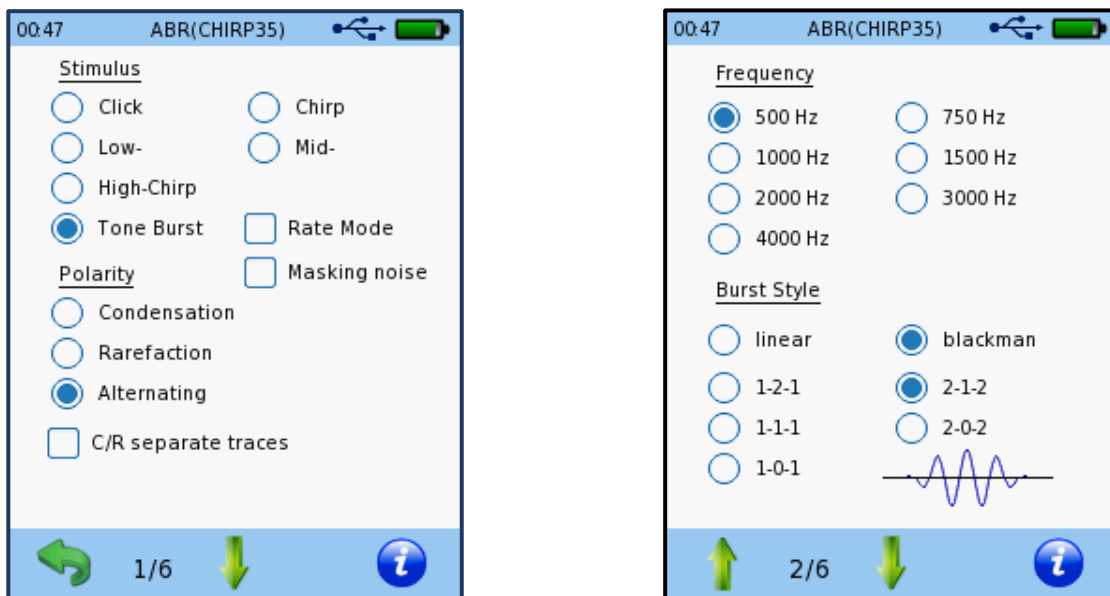 00:47 ABR(CHIRP35)
Stimulus
Click Chirp
Low- Mid-
High-Chirp
Tone Burst Rate Mode
Polarity Masking noise
Condensation
Rarefaction
Alternating
C/R separate traces
1/6
00:47 ABR(CHIRP35)
Frequency
500 Hz 750 Hz
1000 Hz 1500 Hz
2000 Hz 3000 Hz
4000 Hz
Burst Style
linear blackman
1-2-1 2-1-2
1-1-1 2-0-2
1-0-1
2/6